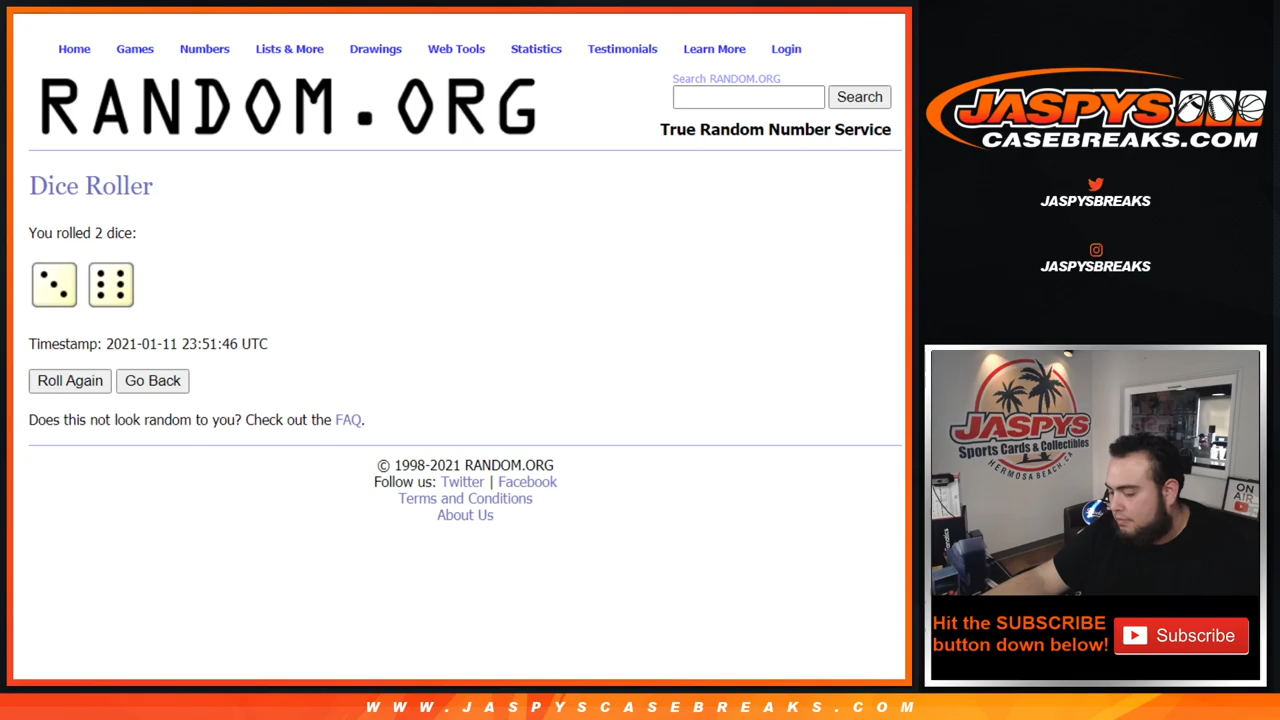 Home Games Numbers Lists & More Drawings Web Tools Statistics Testimonials Learn More Login
RANDOM.ORG
Search RANDOM.ORG
Search
True Random Number Service
Dice Roller
You rolled 2 dice:
Timestamp: 2021-01-11 23:51:46 UTC
Roll Again Go Back
Does this not look random to you? Check out the FAQ.
© 1998-2021 RANDOM.ORG
Follow us: Twitter | Facebook
Terms and Conditions
About Us
JASPYS
CASEBREAKS.COM
JASPYSBREAKS
JASPYSBREAKS
JASPYS
Sports Cards & Collectibles
HERMOSA BEACH, CA
ON
AIR
Fanatics
Hit the SUBSCRIBE
button down below!
Subscribe
WWW.JASPYSCASEBREAKS.COM